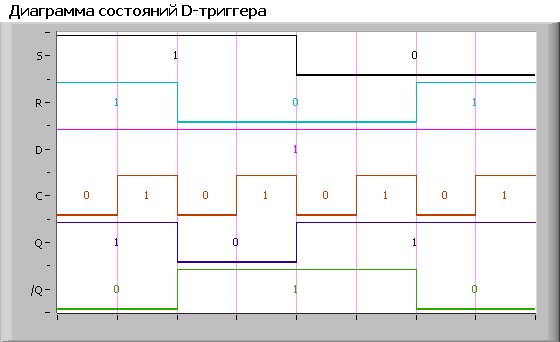 Диаграмма состояний D-триггера
S 1 0
R 1 0 1
D 1
C 0 1 0 1 0 1 0 1
Q 1 0 1
/Q 0 1 0